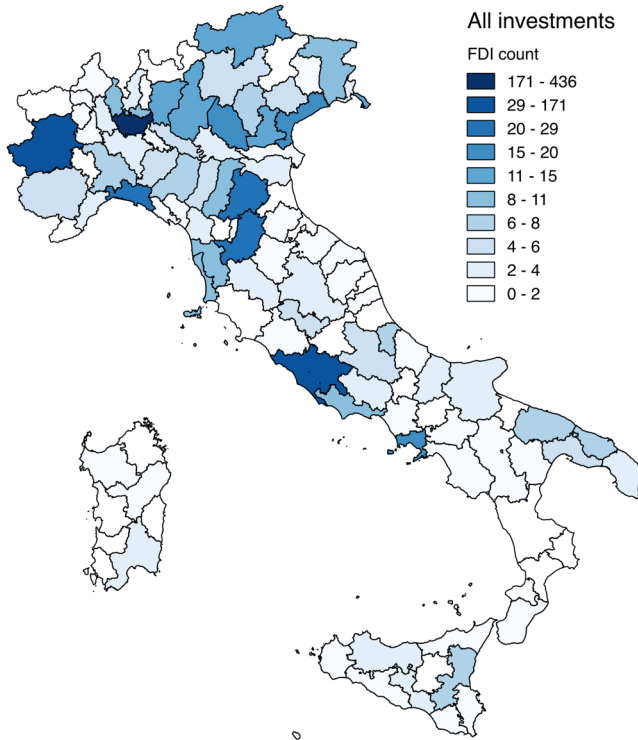 All investments
FDI count
171 - 436
29 - 171
20 - 29
15 - 20
11 - 15
8 - 11
6 - 8
4 - 6
2 - 4
0 - 2